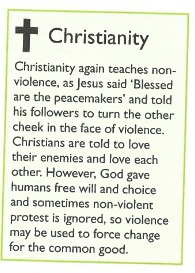 Christianity
Christianity again teaches non-
violence, as Jesus said ‘Blessed
are the peacemakers’ and told
his followers to turn the other
cheek in the face of violence.
Christians are told to love
their enemies and love each
other. However, God gave
humans free will and choice
and sometimes non-violent
protest is ignored, so violence
may be used to force change
for the common good.